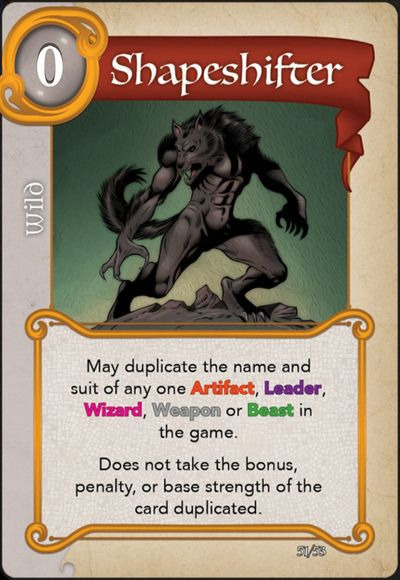 0
Shapeshifter
Wild
May duplicate the name and
suit of any one Artifact, Leader,
Wizard, Weapon or Beast in
the game.
Does not take the bonus,
penalty, or base strength of the
card duplicated.
51/53